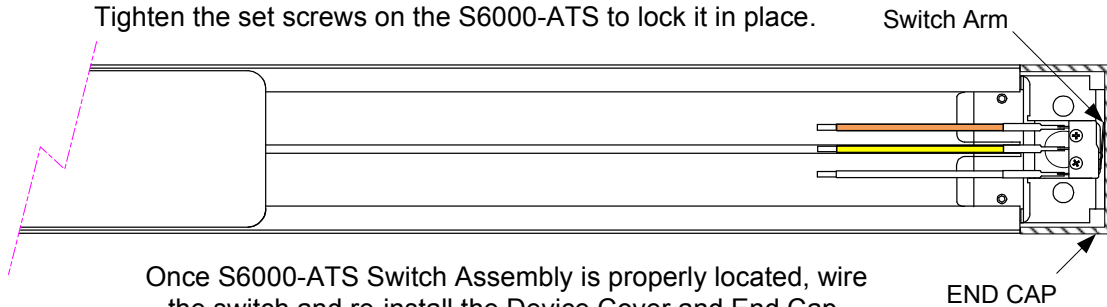 Tighten the set screws on the S6000-ATS to lock it in place.
Switch Arm
Once S6000-ATS Switch Assembly is properly located, wire
the switch and re-install the Device Cover and End Cap
END CAP